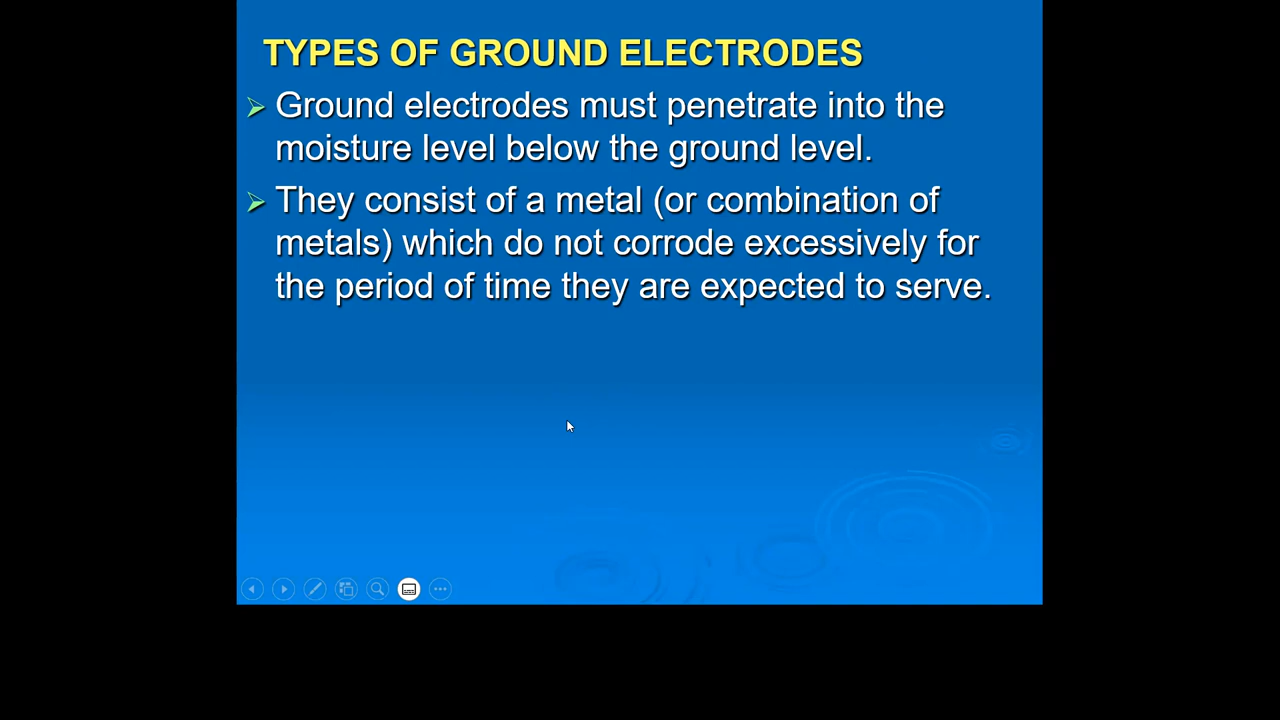 TYPES OF GROUND ELECTRODES
Ground electrodes must penetrate into the
moisture level below the ground level.
They consist of a metal (or combination of
metals) which do not corrode excessively for
the period of time they are expected to serve.